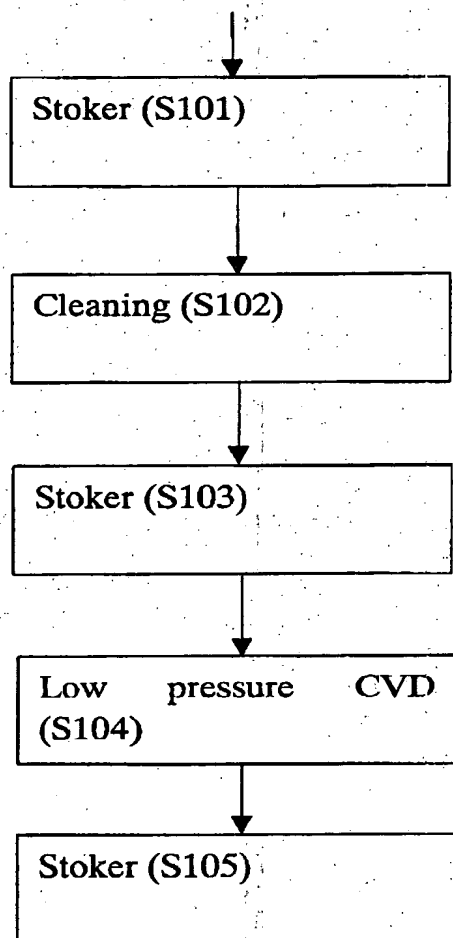 Stoker (S101)
Cleaning (S102)
Stoker (S103)
Low pressure CVD
(S104)
Stoker (S105)